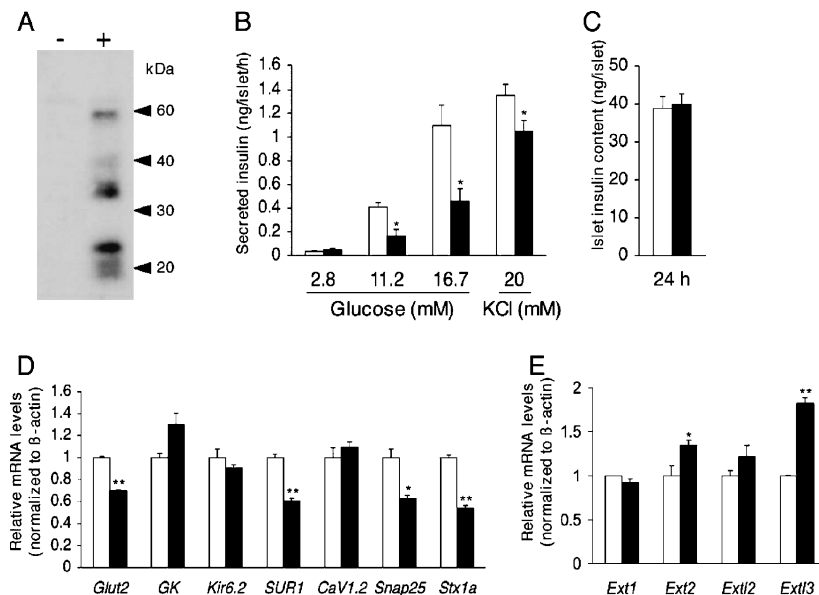 A
- +
kDa
60
40
30
20
B
Secreted insulin (ng/islet/h)
1.6
1.4
1.2
1
0.8
0.6
0.4
0.2
0
*
*
*
2.8 11.2 16.7 20
Glucose (mM) KCl (mM)
C
Islet insulin content (ng/islet)
50
40
30
20
10
0
24 h
D
Relative mRNA levels
(normalized to ß-actin)
1.6
1.4
1.2
1
0.8
0.6
0.4
0.2
0
**
**
*
**
Glut2 GK Kir6.2 SUR1 CaV1.2 Snap25 Stx1a
E
Relative mRNA levels
(normalized to ß-actin)
2
1.5
1
0.5
0
*
**
Ext1 Ext2 Extl2 Extl3